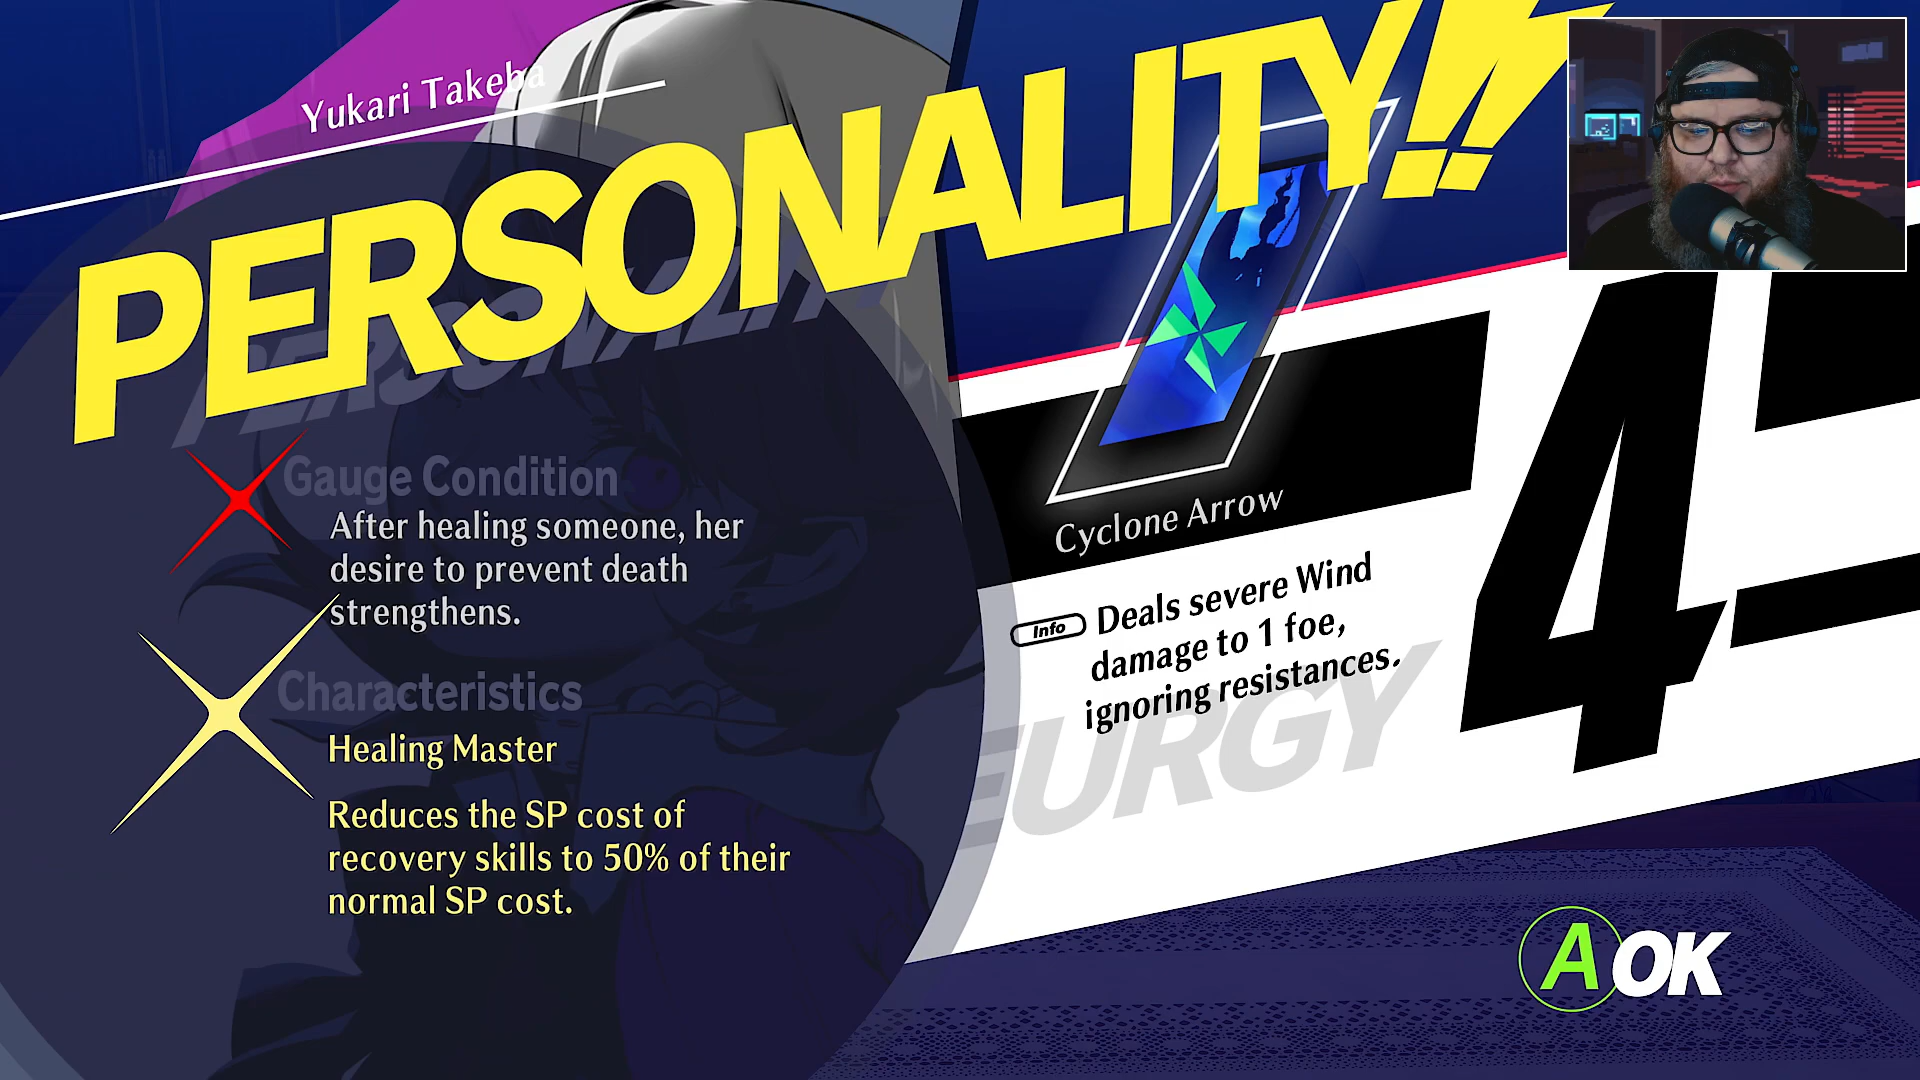 Yukari Takeba
PERSONALITY!!
PERSONALIT
Gauge Condition
After healing someone, her
desire to prevent death
strengthens.
Characteristics
Healing Master
Reduces the SP cost of
recovery skills to 50% of their
normal SP cost.
Cyclone Arrow
Info Deals severe Wind
damage to 1 foe,
ignoring resistances.
EURGY
4
A OK